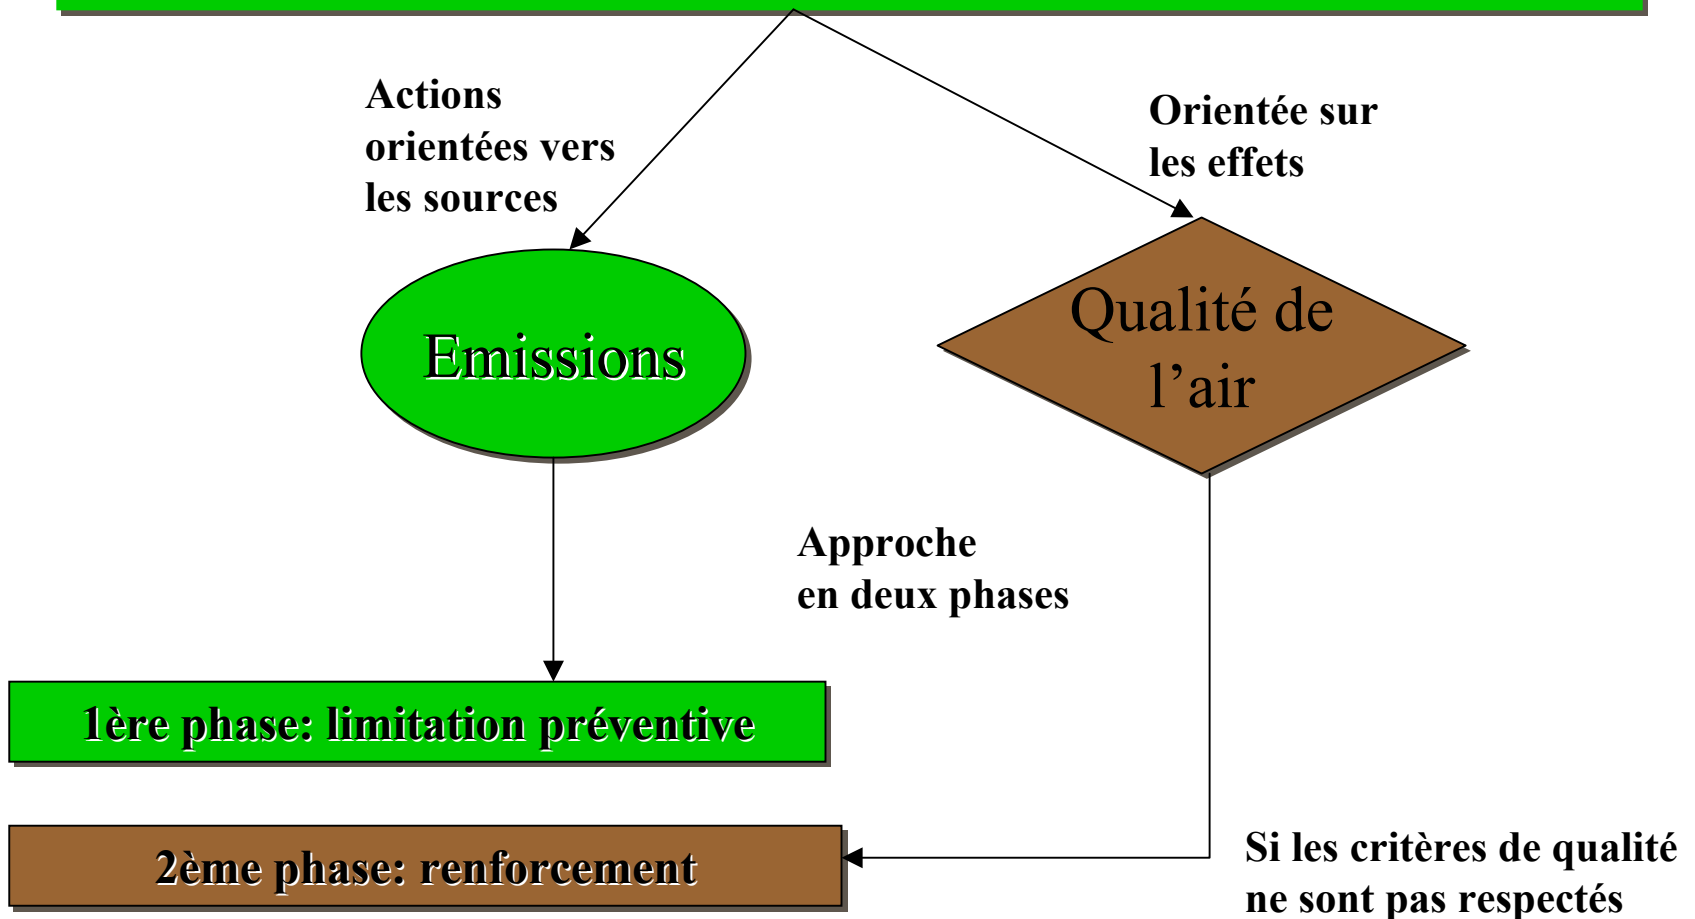 Actions
orientées vers
les sources
Orientée sur
les effets
Emissions
Qualité de
l’air
Approche
en deux phases
1ère phase: limitation préventive
2ème phase: renforcement
Si les critères de qualité
ne sont pas respectés